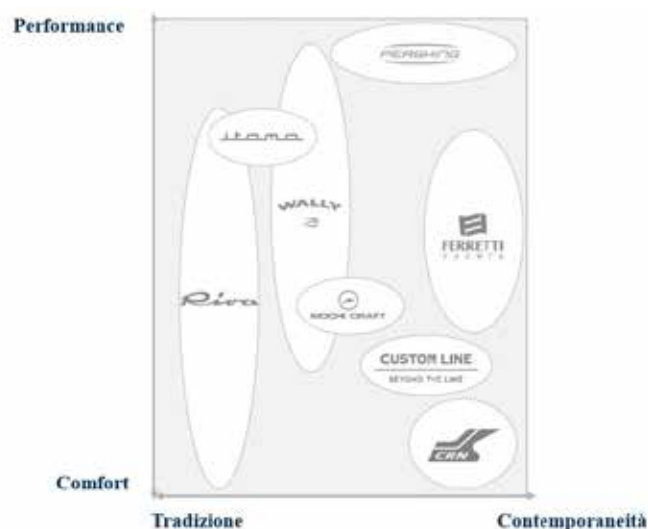 Performance
PERSHING
itama
WALLY
FERRETTI
YACHTS
Riva
MOCHI CRAFT
CUSTOM LINE
BEYOND THE LINE
CRN
Comfort
Tradizione
Contemporaneità